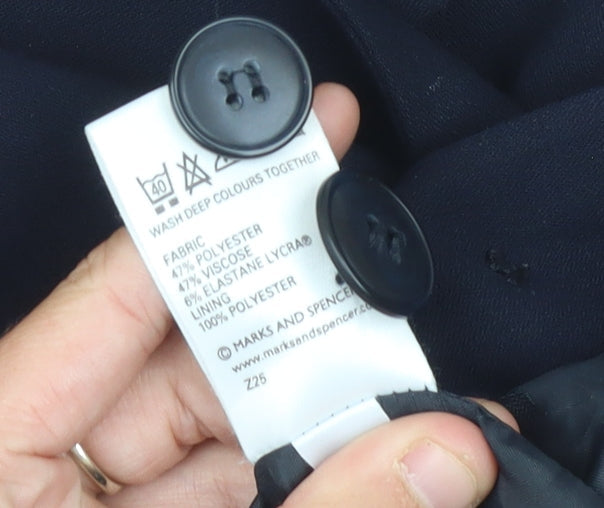 40
WASH DEEP COLOURS TOGETHER
FABRIC
47% POLYESTER
47% VISCOSE
6% ELASTANE LYCRA®
LINING
100% POLYESTER
© MARKS AND SPENCER
www.marksandspencer.co
Z25